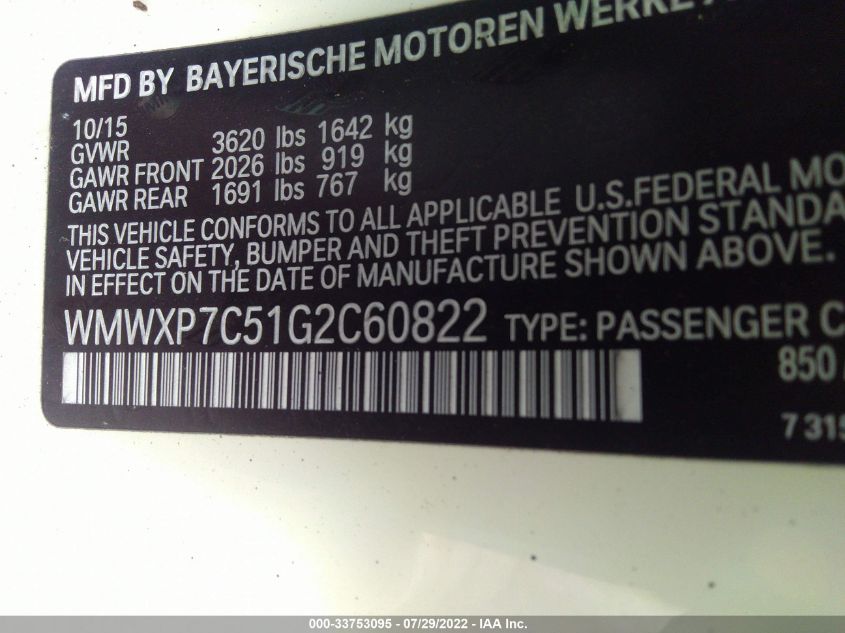 MFD BY BAYERISCHE MOTOREN WERKE
10/15
GVWR 3620 lbs 1642 kg
GAWR FRONT 2026 lbs 919 kg
GAWR REAR 1691 lbs 767 kg
THIS VEHICLE CONFORMS TO ALL APPLICABLE U.S.FEDERAL MO
VEHICLE SAFETY, BUMPER AND THEFT PREVENTION STANDA
IN EFFECT ON THE DATE OF MANUFACTURE SHOWN ABOVE.
WMWXP7C51G2C60822 TYPE: PASSENGER C
850
7 315
000-33753095 - 07/29/2022 - IAA Inc.